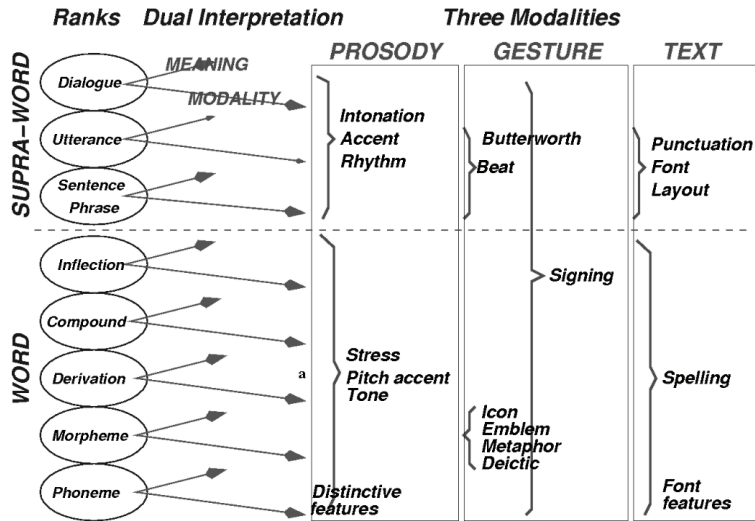 Ranks Dual Interpretation Three Modalities
PROSODY GESTURE TEXT
SUPRA-WORD
Dialogue
MEANING
MODALITY
Utterance
Sentence
Phrase
Intonation
Accent
Rhythm
Butterworth
Beat
Punctuation
Font
Layout
WORD
Inflection
Compound
Derivation
Morpheme
Phoneme
a
Stress
Pitch accent
Tone
Distinctive
features
Signing
Icon
Emblem
Metaphor
Deictic
Spelling
Font
features